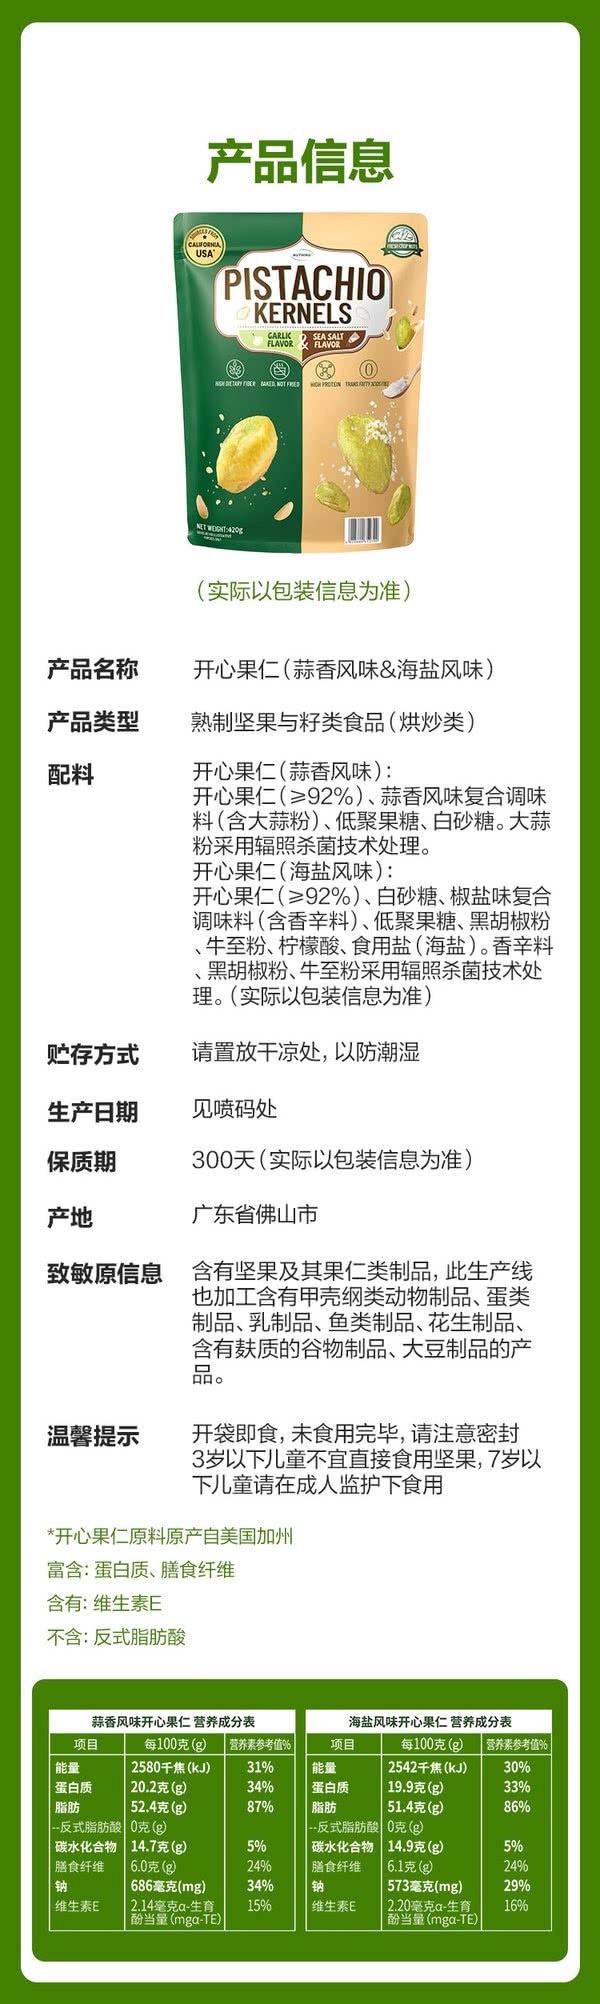 产品信息
SOURCED FROM
CALIFORNIA,
USA*
FRESH CROP NUTS
PISTACHIO
KERNELS
GARLIC
FLAVOR
&
SEA SALT
FLAVOR
HIGH DIETARY FIBER
BAKED, NOT FRIED
HIGH PROTEIN
TRANS FATTY ACIDS FREE
NET WEIGHT:420g
（实际以包装信息为准）
产品名称 开心果仁（蒜香风味&海盐风味）
产品类型 熟制坚果与籽类食品（烘炒类）
配料 开心果仁（蒜香风味）：
开心果仁（≥92%）、蒜香风味复合调味
料（含大蒜粉）、低聚果糖、白砂糖。大蒜
粉采用辐照杀菌技术处理。
开心果仁（海盐风味）：
开心果仁（≥92%）、白砂糖、椒盐味复合
调味料（含香辛料）、低聚果糖、黑胡椒粉
、牛至粉、柠檬酸、食用盐（海盐）。香辛料
、黑胡椒粉、牛至粉采用辐照杀菌技术处
理。（实际以包装信息为准）
贮存方式 请置放干凉处，以防潮湿
生产日期 见喷码处
保质期 300天（实际以包装信息为准）
产地 广东省佛山市
致敏原信息 含有坚果及其果仁类制品，此生产线
也加工含有甲壳纲类动物制品、蛋类
制品、乳制品、鱼类制品、花生制品、
含有麸质的谷物制品、大豆制品的产
品。
温馨提示 开袋即食，未食用完毕，请注意密封
3岁以下儿童不宜直接食用坚果，7岁以
下儿童请在成人监护下食用
*开心果仁原料原产自美国加州
富含：蛋白质、膳食纤维
含有：维生素E
不含：反式脂肪酸
蒜香风味开心果仁 营养成分表
项目 每100克(g) 营养素参考值%
能量 2580千焦(kJ) 31%
蛋白质 20.2克(g) 34%
脂肪 52.4克(g) 87%
--反式脂肪酸 0克(g)
碳水化合物 14.7克(g) 5%
膳食纤维 6.0克(g) 24%
钠 686毫克(mg) 34%
维生素E 2.14毫克α-生育 15%
酚当量(mgα-TE)
海盐风味开心果仁 营养成分表
项目 每100克(g) 营养素参考值%
能量 2542千焦(kJ) 30%
蛋白质 19.9克(g) 33%
脂肪 51.4克(g) 86%
--反式脂肪酸 0克(g)
碳水化合物 14.9克(g) 5%
膳食纤维 6.1克(g) 24%
钠 573毫克(mg) 29%
维生素E 2.20毫克α-生育 16%
酚当量(mgα-TE)